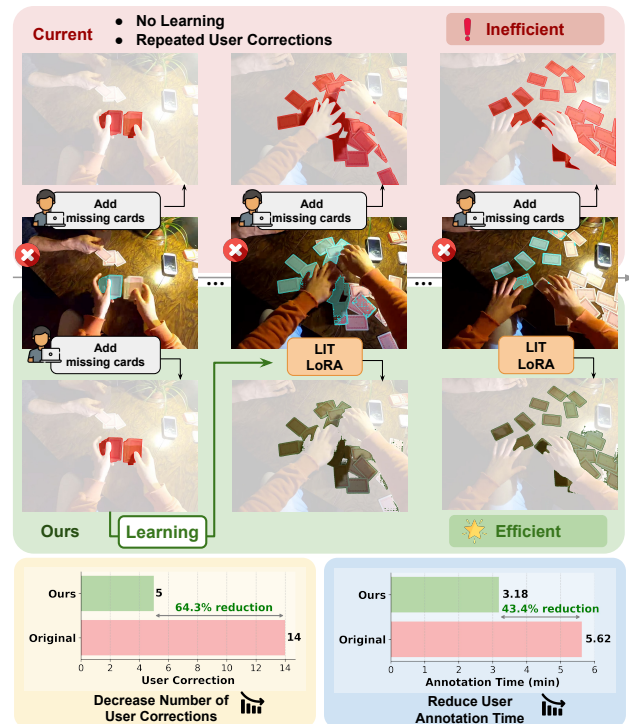 Current
● No Learning
● Repeated User Corrections
Inefficient
Add
missing cards
Add
missing cards
Add
missing cards
...
...
Add
missing cards
LIT
LoRA
LIT
LoRA
Ours
Learning
Efficient
Ours
5
64.3% reduction
Original
14
0 2 4 6 8 10 12 14
User Correction
Decrease Number of
User Corrections
Ours
3.18
43.4% reduction
Original
5.62
0 1 2 3 4 5 6
Annotation Time (min)
Reduce User
Annotation Time